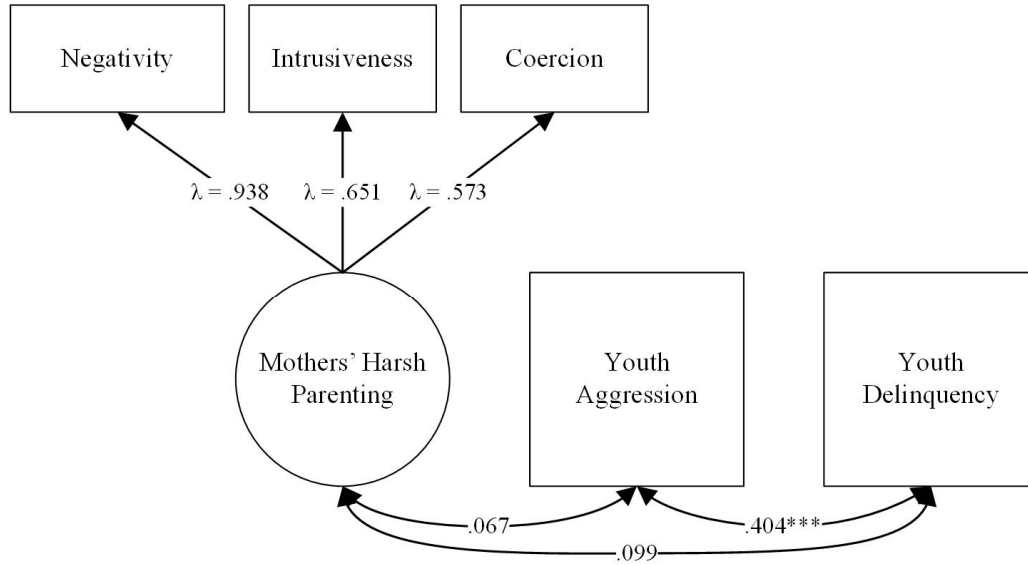 Negativity
Intrusiveness
Coercion
λ = .938
λ = .651
λ = .573
Mothers’ Harsh
Parenting
Youth
Aggression
Youth
Delinquency
.067
.404***
.099